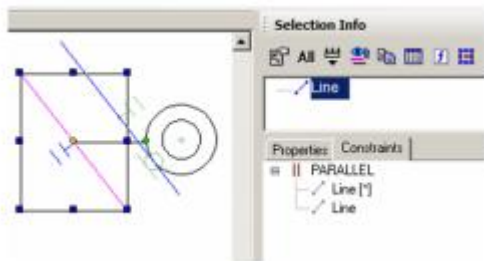 Selection Info
All
Line
Properties Constraints
PARALLEL
Line [*]
Line